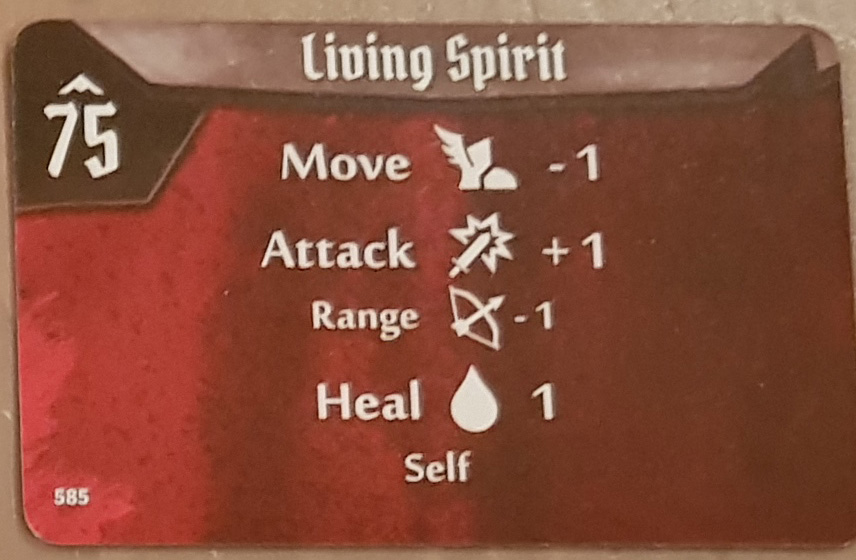 Living Spirit
75
Move - 1
Attack + 1
Range - 1
Heal 1
Self
585